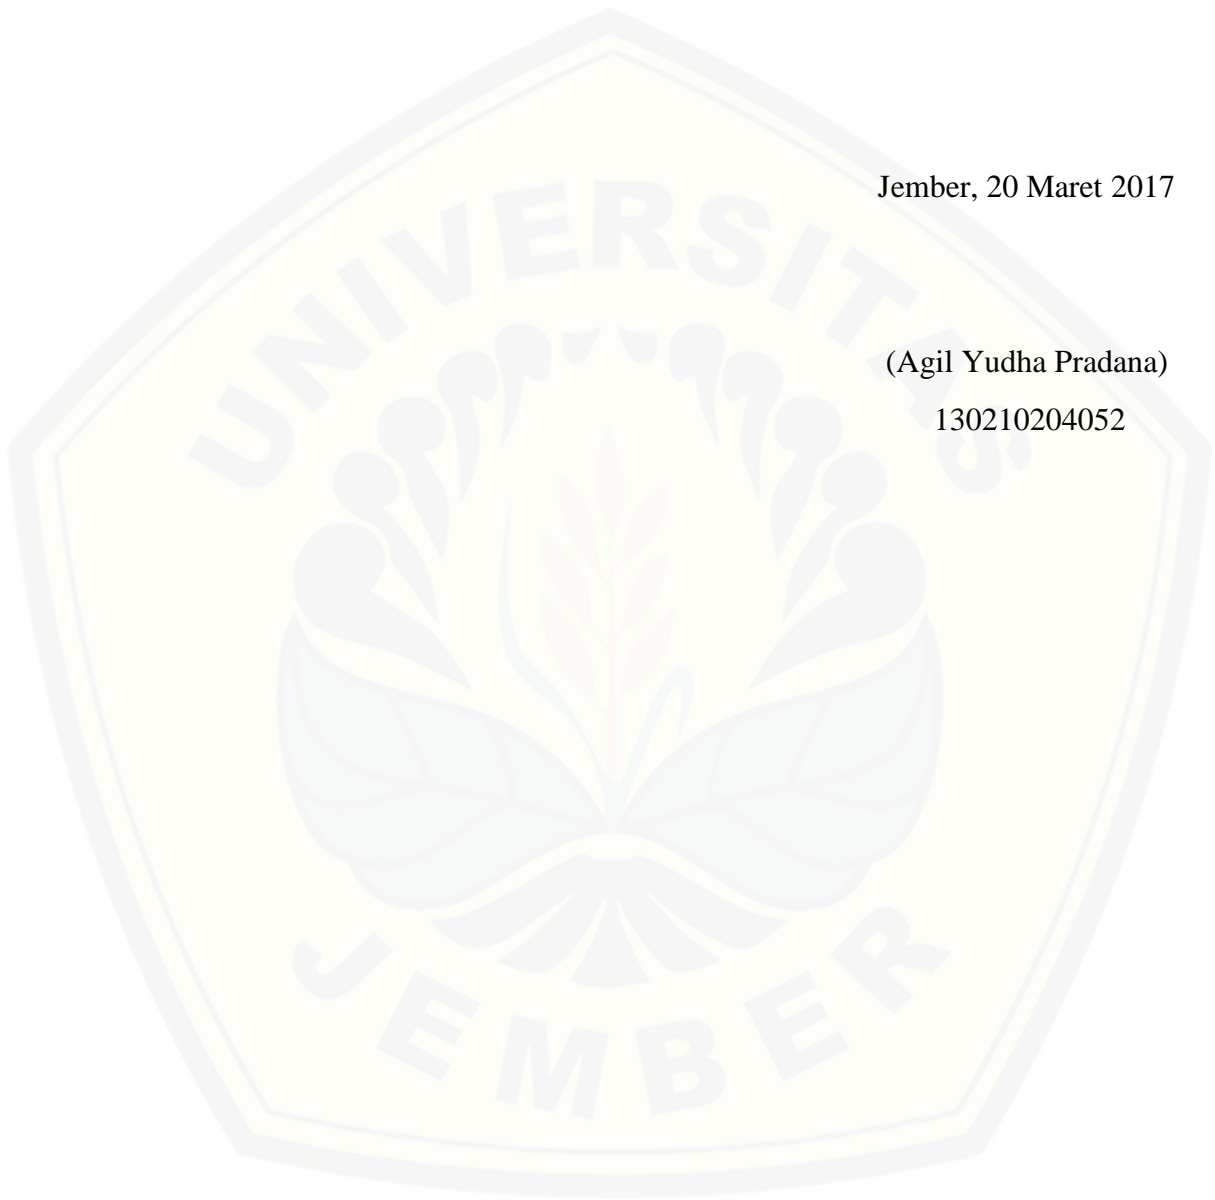 Jember, 20 Maret 2017
(Agil Yudha Pradana)
130210204052
UNIVERSITAS
JEMBER